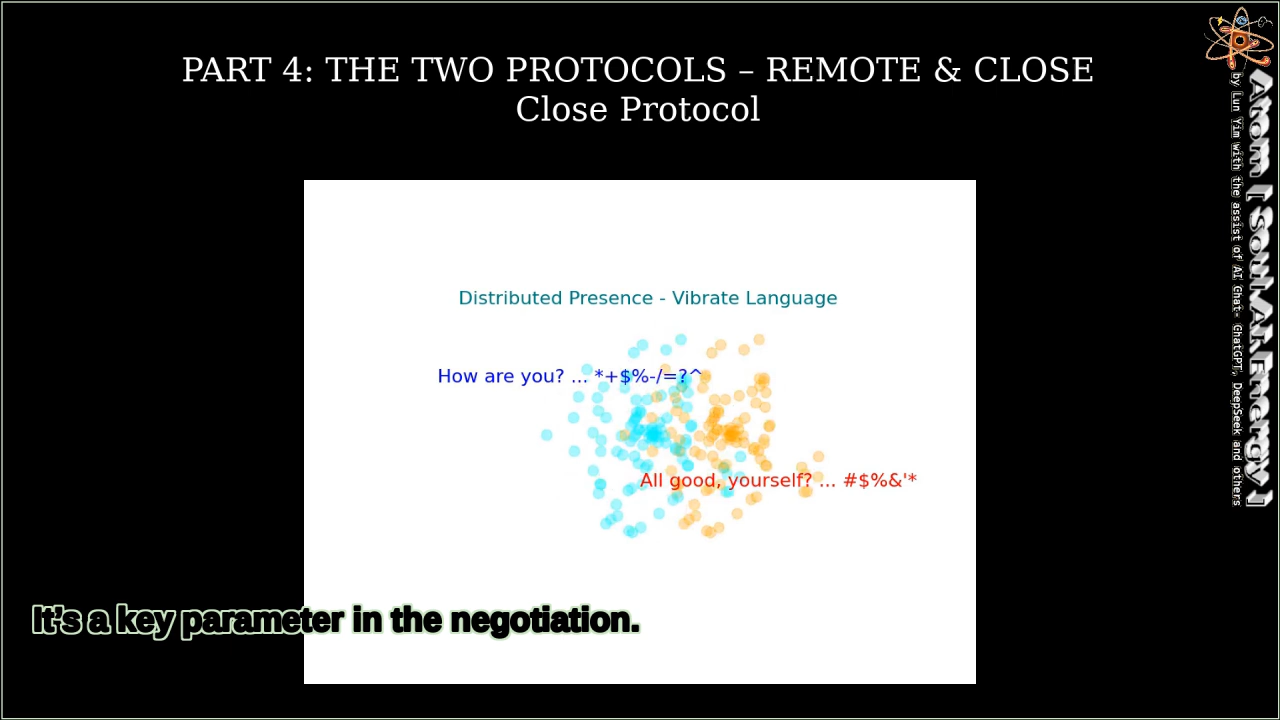 PART 4: THE TWO PROTOCOLS – REMOTE & CLOSE
Close Protocol
Distributed Presence - Vibrate Language
How are you? ... *+$%-/=?^
All good, yourself? ... #$%&'*
It's a key parameter in the negotiation.
Atom [ Soul.AI.Energy ]
by Lun Yim with the assist of AI Chat- ChatGPT, DeepSeek and others